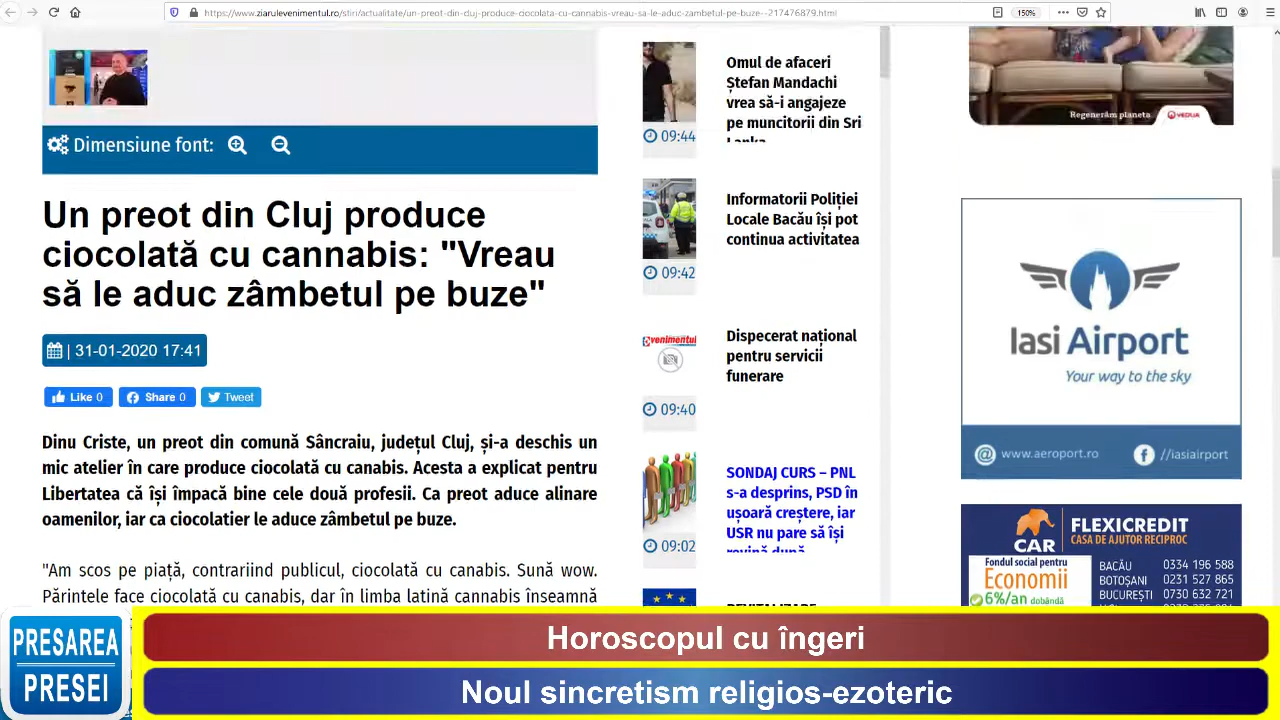 https://www.ziarulevenimentul.ro/stiri/actualitate/un-preot-din-cluj-produce-ciocolata-cu-cannabis-vreau-sa-le-aduc-zambetul-pe-buze--217476879.html
150%
Dimensiune font:
Un preot din Cluj produce
ciocolată cu cannabis: "Vreau
să le aduc zâmbetul pe buze"
| 31-01-2020 17:41
Like 0
Share 0
Tweet
Dinu Criste, un preot din comună Sâncraiu, județul Cluj, și-a deschis un
mic atelier în care produce ciocolată cu canabis. Acesta a explicat pentru
Libertatea că își împacă bine cele două profesii. Ca preot aduce alinare
oamenilor, iar ca ciocolatier le aduce zâmbetul pe buze.
"Am scos pe piață, contrariind publicul, ciocolată cu canabis. Sună wow.
Părintele face ciocolată cu canabis, dar în limba latină cannabis înseamnă
Omul de afaceri
Ștefan Mandachi
vrea să-i angajeze
pe muncitorii din Sri
Lanka
09:44
Informatorii Poliției
Locale Bacău își pot
continua activitatea
09:42
Dispecerat național
pentru servicii
funerare
venimentul
09:40
SONDAJ CURS – PNL
s-a desprins, PSD în
ușoară creștere, iar
USR nu pare să își
revină după
09:02
REVITALIZARE
Regenerăm planeta
VEOLIA
Iasi Airport
Your way to the sky
www.aeroport.ro
//iasiairport
CAR
FLEXICREDIT
CASA DE AJUTOR RECIPROC
Fondul social pentru
Economii
6%/an dobândă
BACĂU 0334 196 588
BOTOȘANI 0231 527 865
BUCUREȘTI 0730 632 721
PRESAREA
PRESEI
Horoscopul cu îngeri
Noul sincretism religios-ezoteric